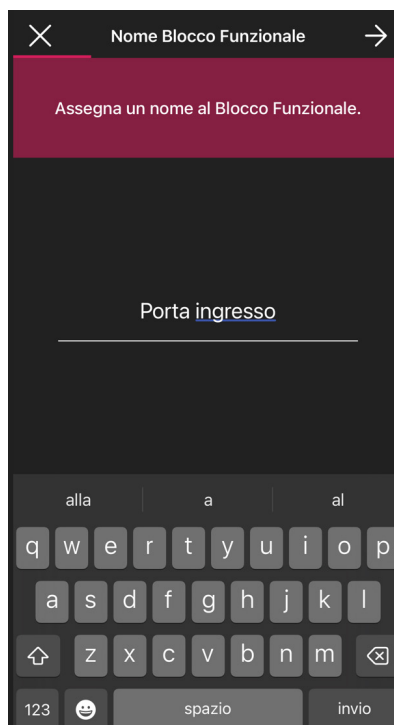 Nome Blocco Funzionale
Assegna un nome al Blocco Funzionale.
Porta ingresso
alla a al
q w e r t y u i o p
a s d f g h j k l
z x c v b n m
123 spazio invio